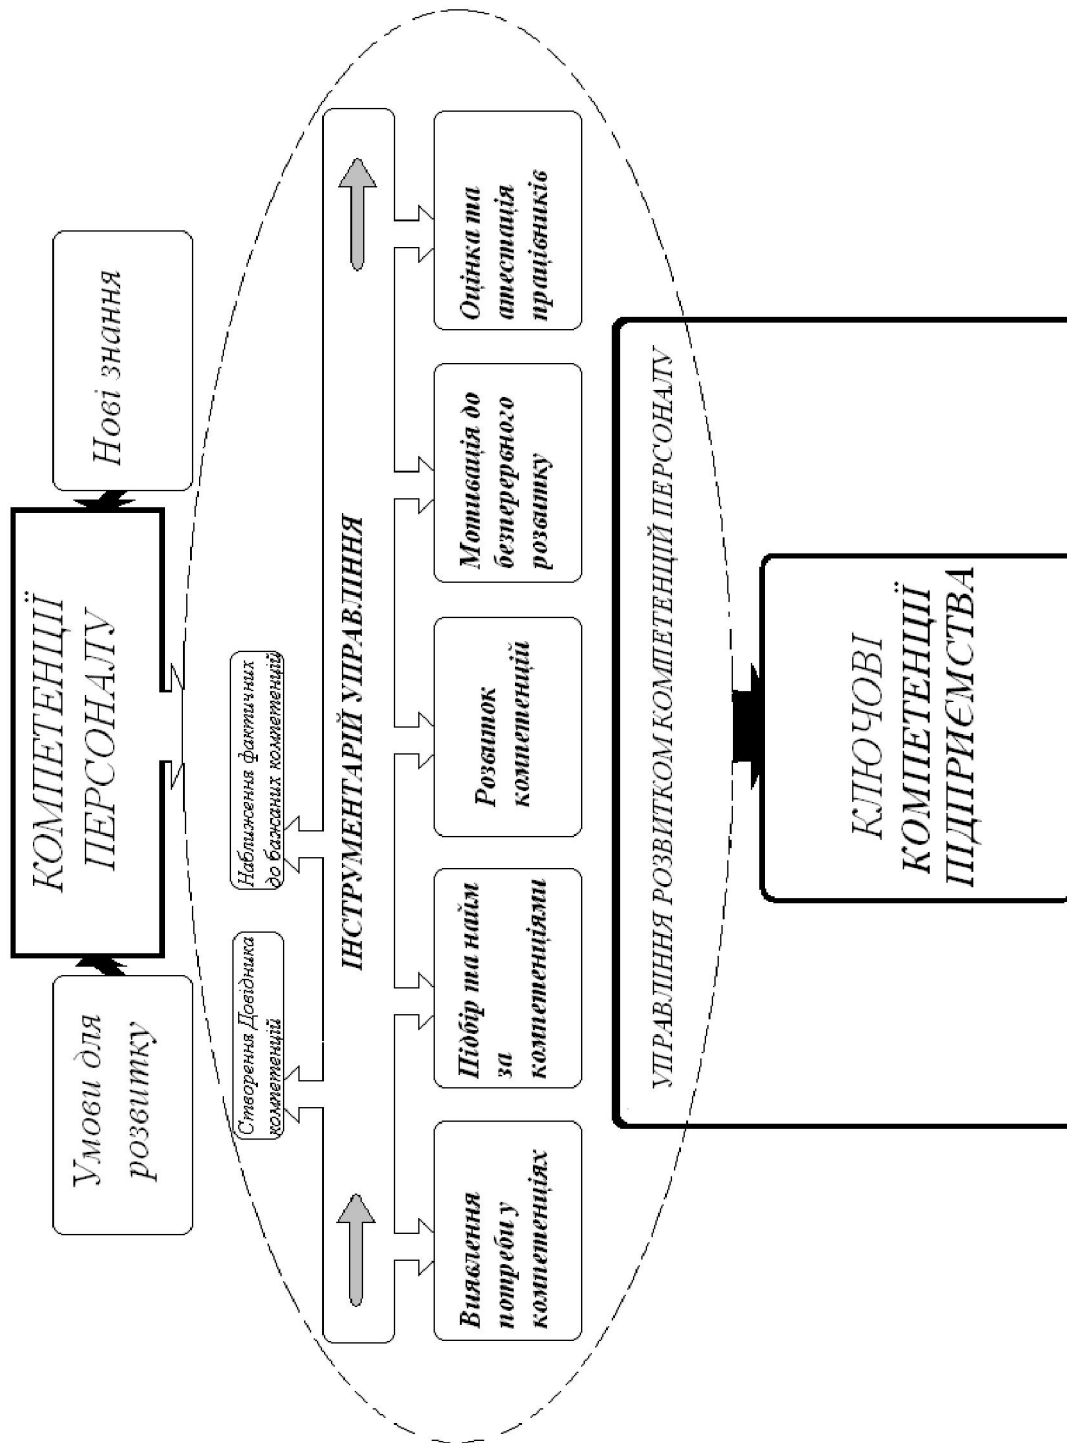 Умови для
розвитку
КОМПЕТЕНЦІЇ
ПЕРСОНАЛУ
Нові знання
Створення Довідника
компетенцій
Наближення фактичних
до бажаних компетенцій
ІНСТРУМЕНТАРІЙ УПРАВЛІННЯ
Виявлення
потреби у
компетенціях
Підбір та найм
за
компетенціями
Розвиток
компетенцій
Мотивація до
безперервного
розвитку
Оцінка та
атестація
працівників
УПРАВЛІННЯ РОЗВИТКОМ КОМПЕТЕНЦІЙ ПЕРСОНАЛУ
КЛЮЧОВІ
КОМПЕТЕНЦІЇ
ПІДПРИЄМСТВА